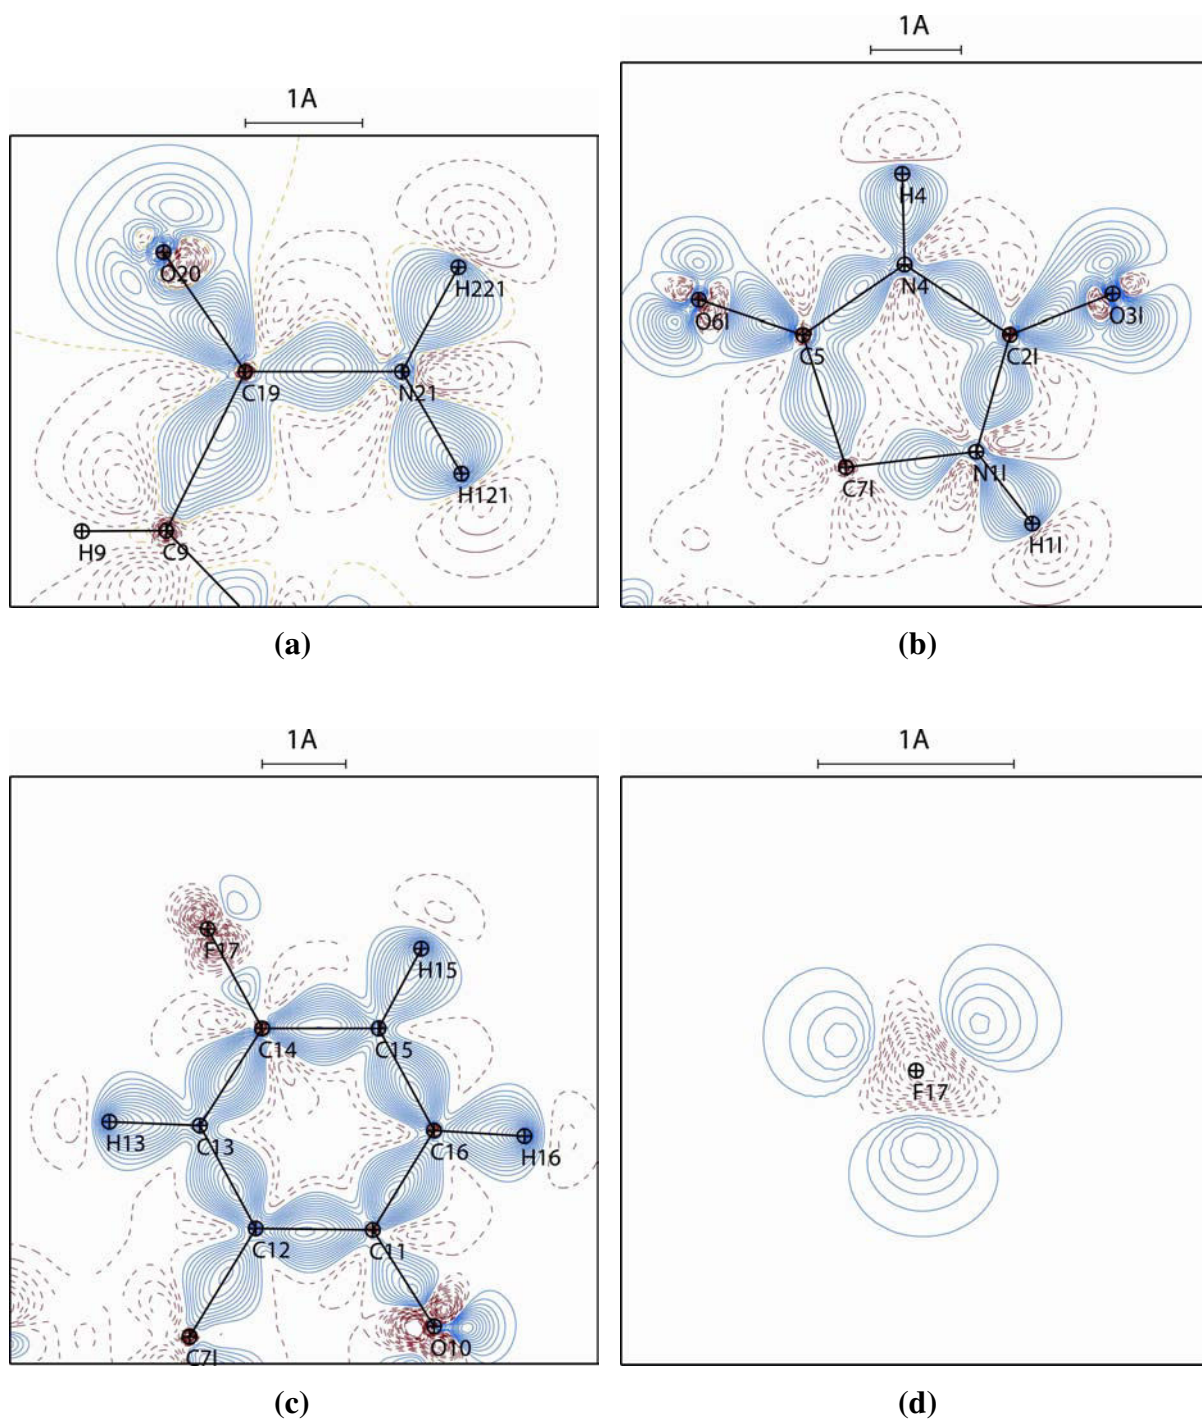 1A
O20
H221
C19
N21
H121
H9
C9
(a)
1A
H4
N4
O6I
O3I
C5
C2I
C7I
N1I
H1I
(b)
1A
F17
H15
C14
C15
H13
C13
C16
H16
C12
C11
C7I
O10
(c)
1A
F17
(d)